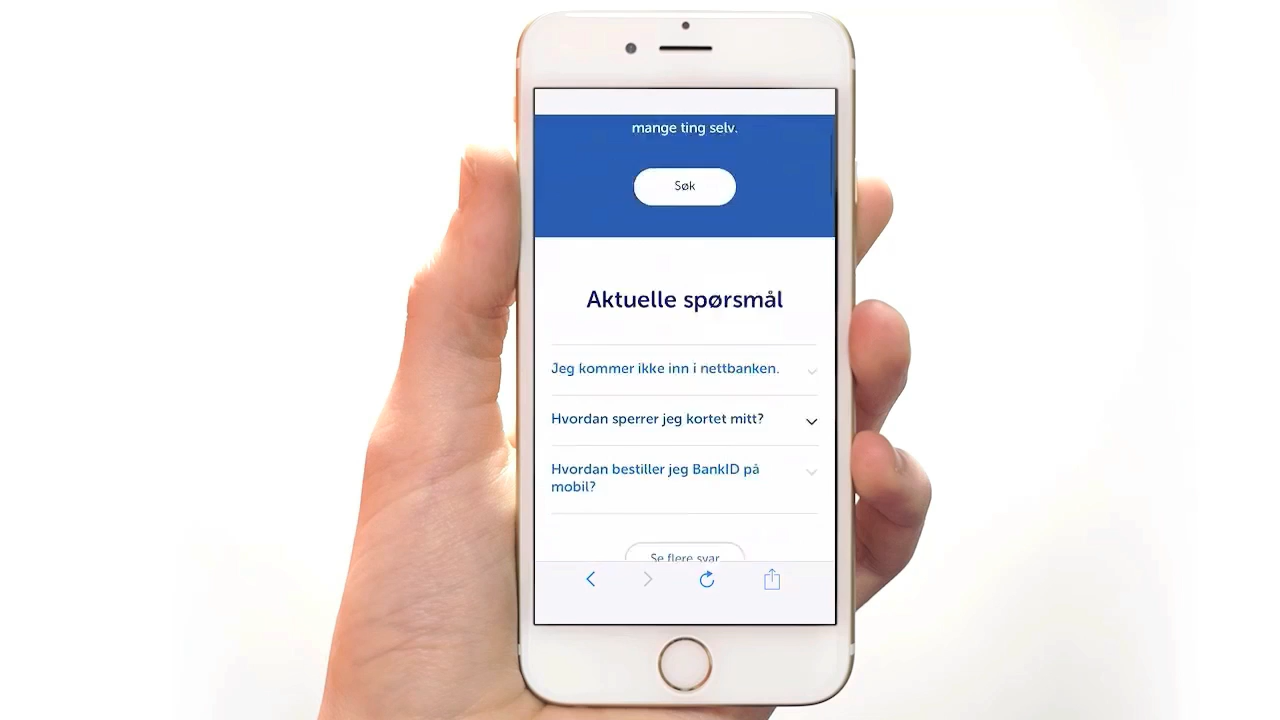 mange ting selv.
Søk
Aktuelle spørsmål
Jeg kommer ikke inn i nettbanken.
Hvordan sperrer jeg kortet mitt?
Hvordan bestiller jeg BankID på
mobil?
Se flere svar